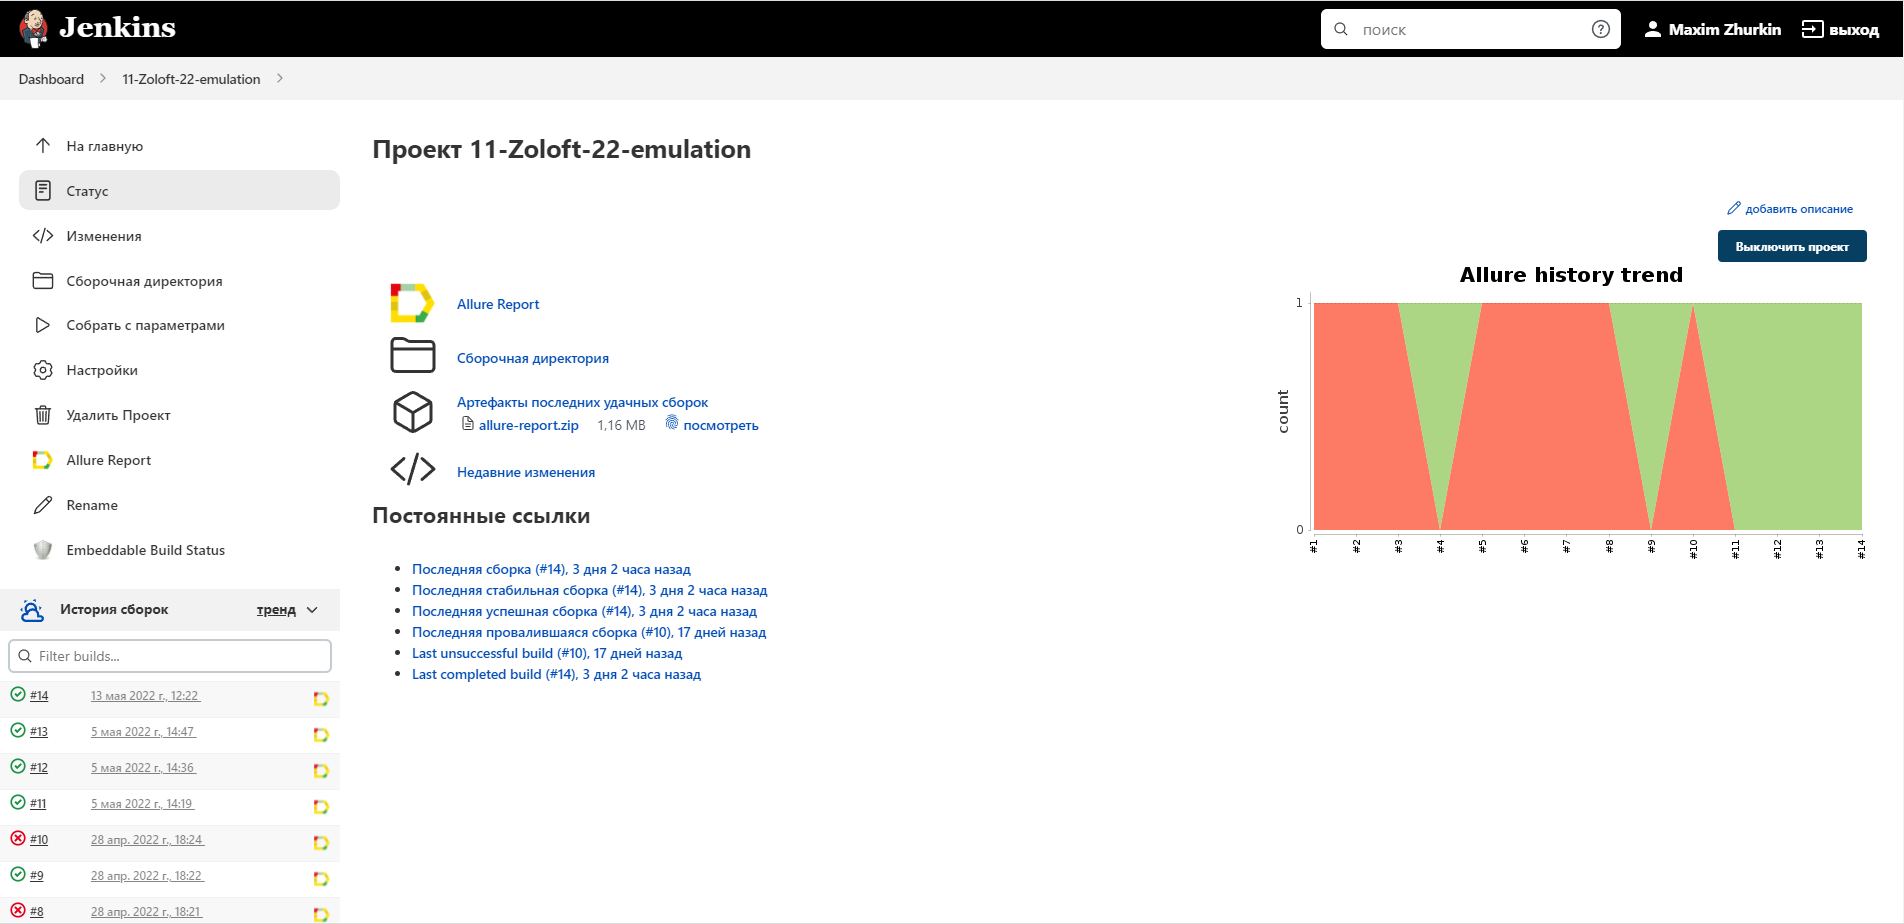 Jenkins
поиск
Maxim Zhurkin
выход
Dashboard
11-Zoloft-22-emulation
На главную
Статус
Изменения
Сборочная директория
Собрать с параметрами
Настройки
Удалить Проект
Allure Report
Rename
Embeddable Build Status
История сборок
тренд
Filter builds...
#14 13 мая 2022 г., 12:22
#13 5 мая 2022 г., 14:47
#12 5 мая 2022 г., 14:36
#11 5 мая 2022 г., 14:19
#10 28 апр. 2022 г., 18:24
#9 28 апр. 2022 г., 18:22
#8 28 апр. 2022 г., 18:21
Проект 11-Zoloft-22-emulation
добавить описание
Выключить проект
Allure Report
Сборочная директория
Артефакты последних удачных сборок
allure-report.zip 1,16 MB посмотреть
Недавние изменения
Постоянные ссылки
Последняя сборка (#14), 3 дня 2 часа назад
Последняя стабильная сборка (#14), 3 дня 2 часа назад
Последняя успешная сборка (#14), 3 дня 2 часа назад
Последняя провалившаяся сборка (#10), 17 дней назад
Last unsuccessful build (#10), 17 дней назад
Last completed build (#14), 3 дня 2 часа назад
Allure history trend
count
1
0
#1 #2 #3 #4 #5 #6 #7 #8 #9 #10 #11 #12 #13 #14